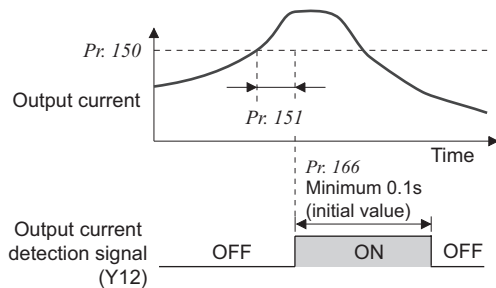 Pr. 150
Output current
Pr. 151
Time
Pr. 166
Minimum 0.1s
(initial value)
Output current
detection signal
(Y12)
OFF
ON
OFF